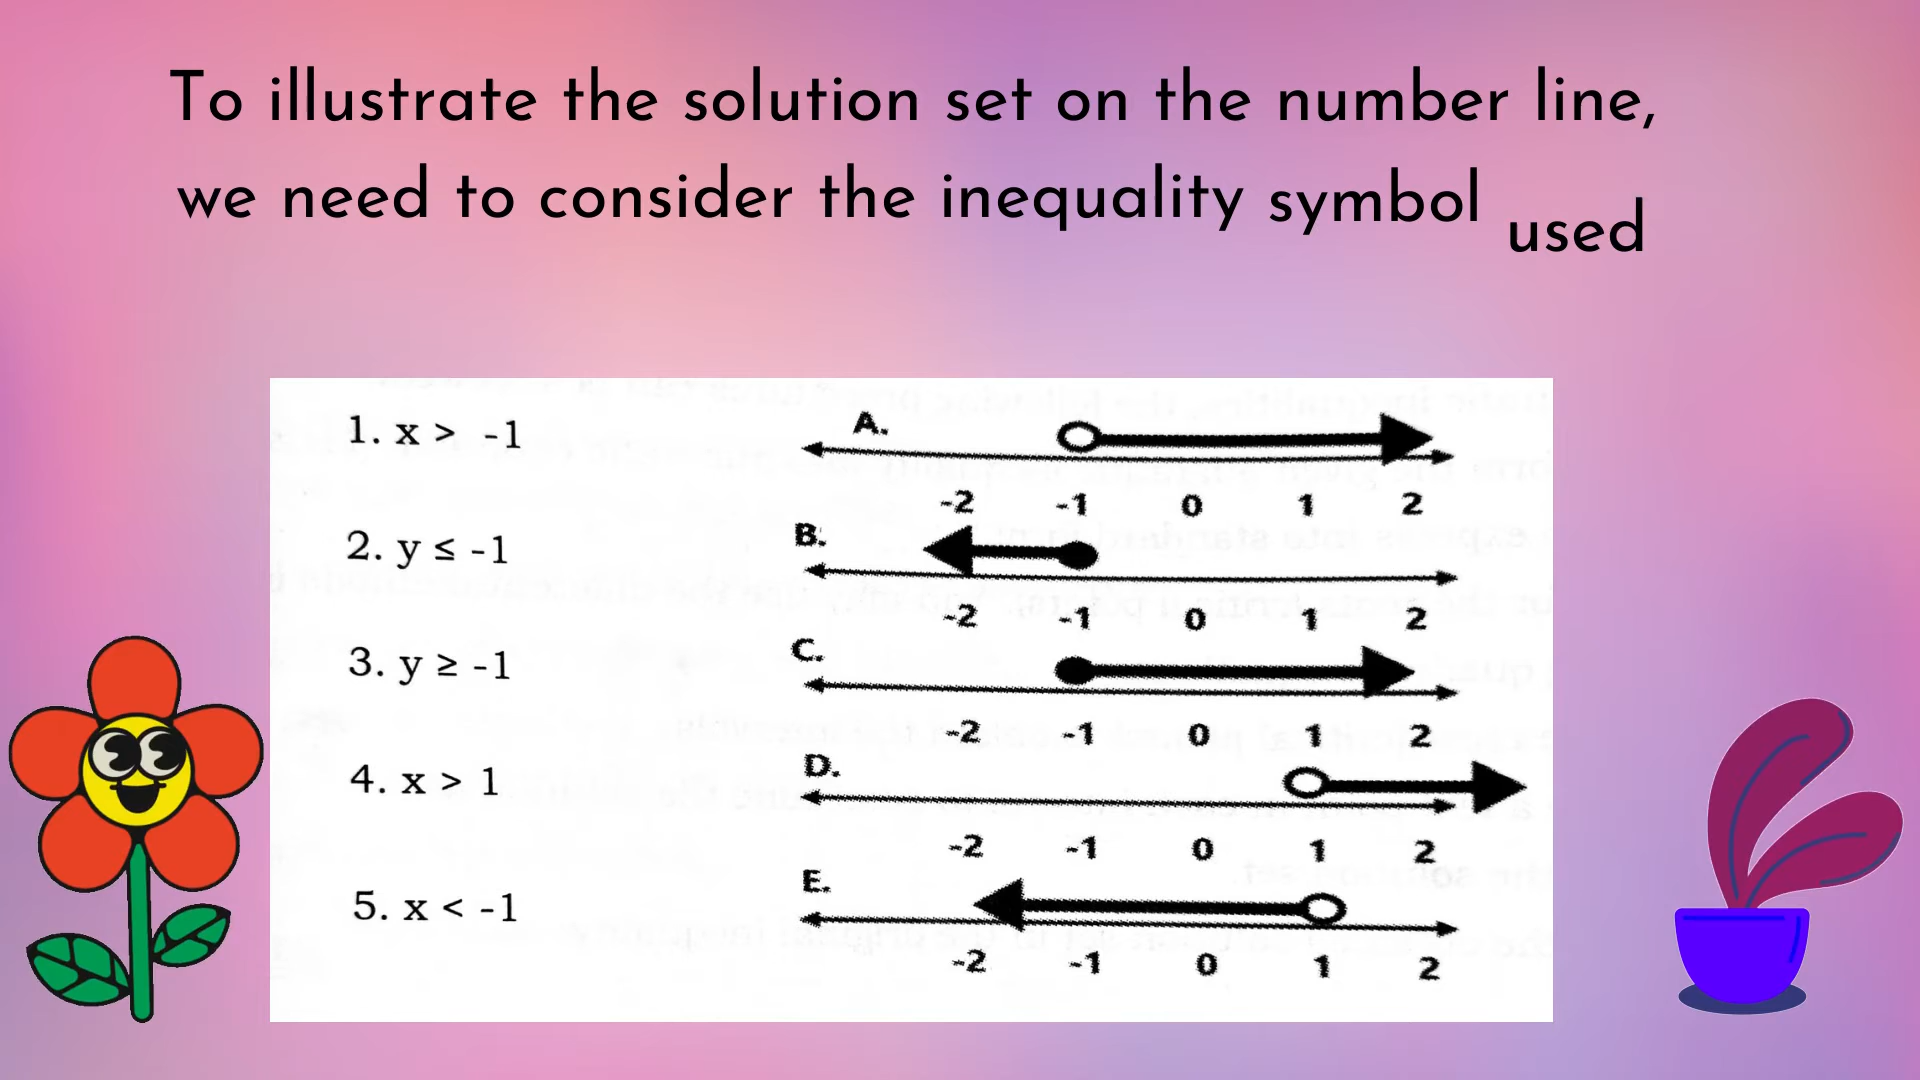 To illustrate the solution set on the number line,
we need to consider the inequality symbol used
1. x > -1
A.
-2 -1 0 1 2
2. y ≤ -1
B.
-2 -1 0 1 2
3. y ≥ -1
C.
-2 -1 0 1 2
4. x > 1
D.
-2 -1 0 1 2
5. x < -1
E.
-2 -1 0 1 2